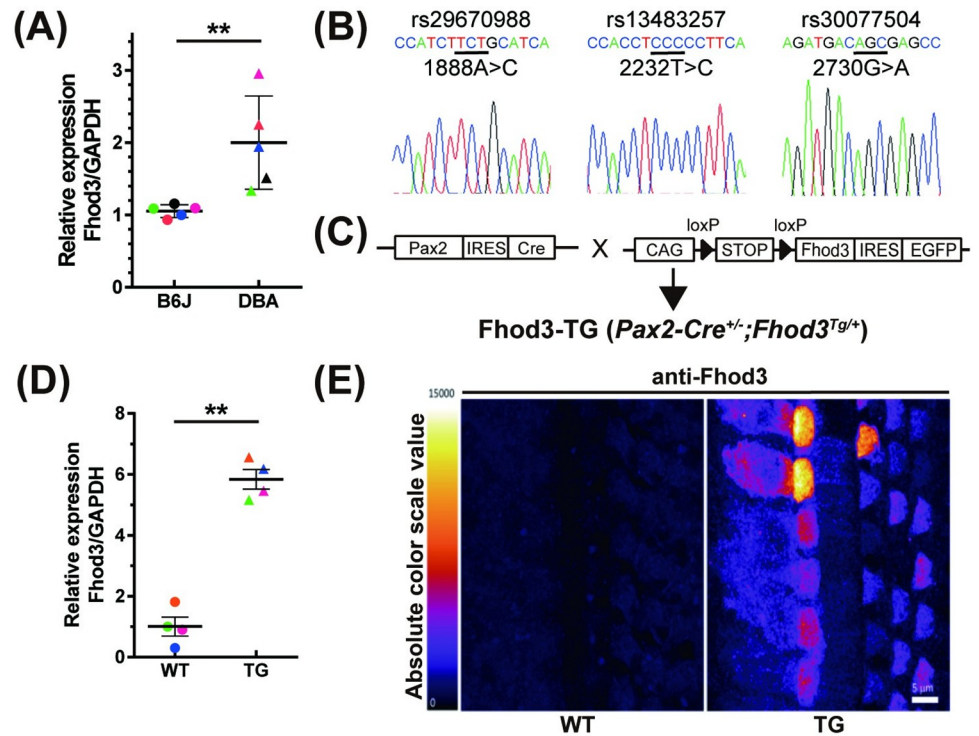 (A)
**
Relative expression
Fhod3/GAPDH
3
2
1
0
B6J DBA
(B)
rs29670988 rs13483257 rs30077504
CCATCTTCTGCATCA CCACCTCCCCCTTCA AGATGACAGCGAGCC
1888A>C 2232T>C 2730G>A
(C)
loxP loxP
Pax2 IRES Cre X CAG STOP Fhod3 IRES EGFP
Fhod3-TG (Pax2-Cre+/-;Fhod3Tg/+)
(D)
**
Relative expression
Fhod3/GAPDH
8
6
4
2
0
WT TG
(E)
anti-Fhod3
15000
Absolute color scale value
0
5 µm
WT TG